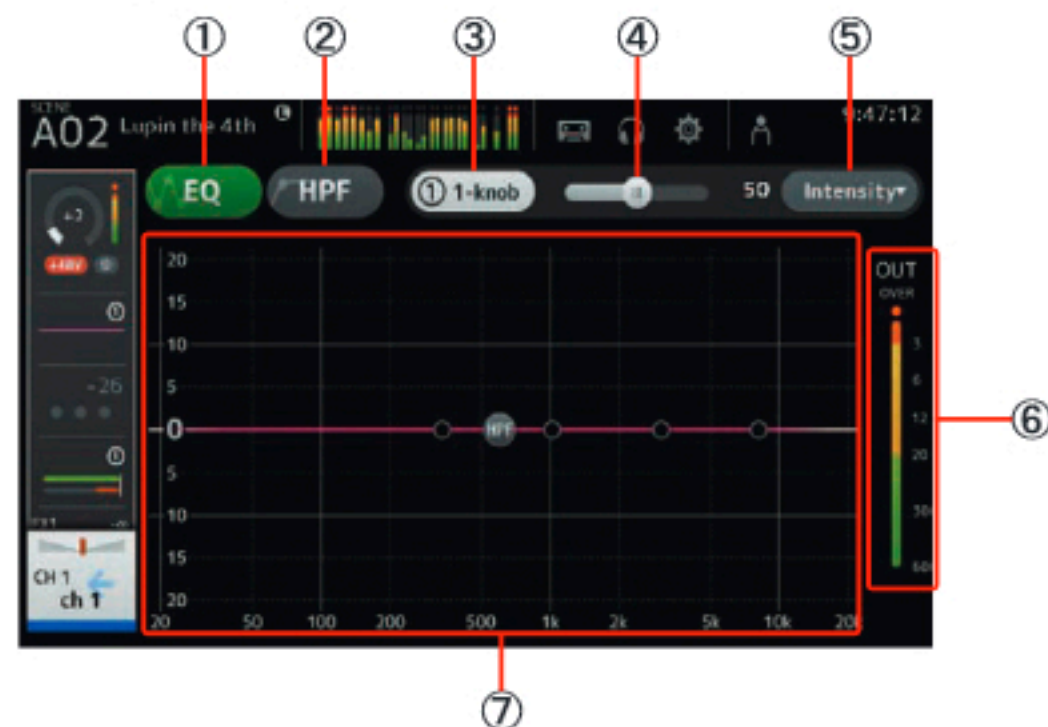 ① ② ③ ④ ⑤
SCENE
A02 Lupin the 4th 9:47:12
EQ HPF ① 1-knob 50 Intensity
+48V
①
-26
①
CH 1
ch 1
20
15
10
5
0
5
10
15
20
HPF
20 50 100 200 500 1k 2k 5k 10k 20k
OUT
OVER
3
6
12
20
30
60
⑥
⑦